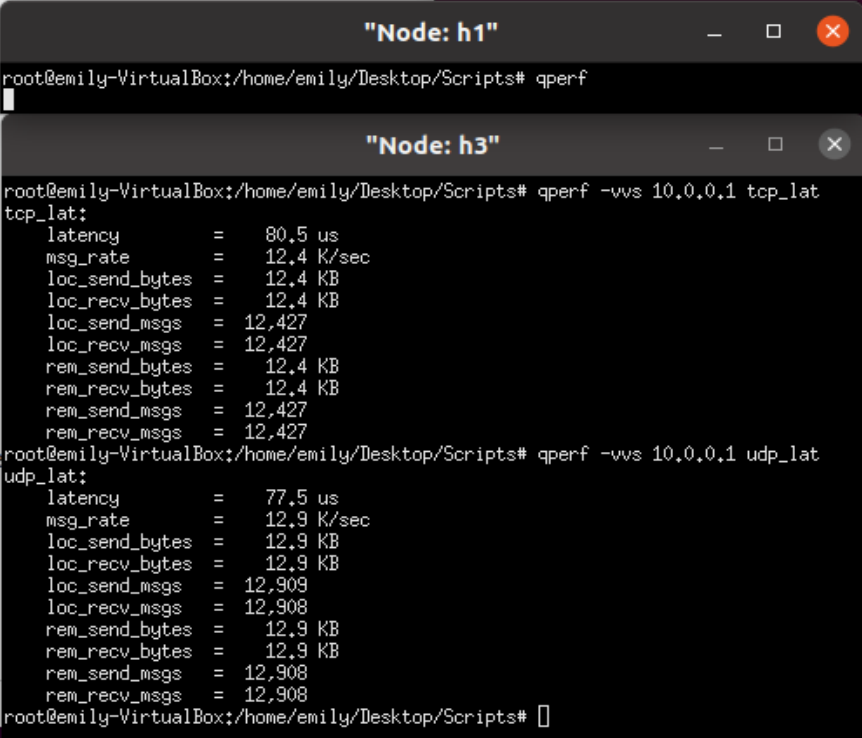 "Node: h1"
root@emily-VirtualBox:/home/emily/Desktop/Scripts# qperf
"Node: h3"
root@emily-VirtualBox:/home/emily/Desktop/Scripts# qperf -vvs 10.0.0.1 tcp_lat
tcp_lat:
    latency         =    80.5 us
    msg_rate        =    12.4 K/sec
    loc_send_bytes  =    12.4 KB
    loc_recv_bytes  =    12.4 KB
    loc_send_msgs   =  12,427
    loc_recv_msgs   =  12,427
    rem_send_bytes  =    12.4 KB
    rem_recv_bytes  =    12.4 KB
    rem_send_msgs   =  12,427
    rem_recv_msgs   =  12,427
root@emily-VirtualBox:/home/emily/Desktop/Scripts# qperf -vvs 10.0.0.1 udp_lat
udp_lat:
    latency         =    77.5 us
    msg_rate        =    12.9 K/sec
    loc_send_bytes  =    12.9 KB
    loc_recv_bytes  =    12.9 KB
    loc_send_msgs   =  12,909
    loc_recv_msgs   =  12,908
    rem_send_bytes  =    12.9 KB
    rem_recv_bytes  =    12.9 KB
    rem_send_msgs   =  12,908
    rem_recv_msgs   =  12,908
root@emily-VirtualBox:/home/emily/Desktop/Scripts#